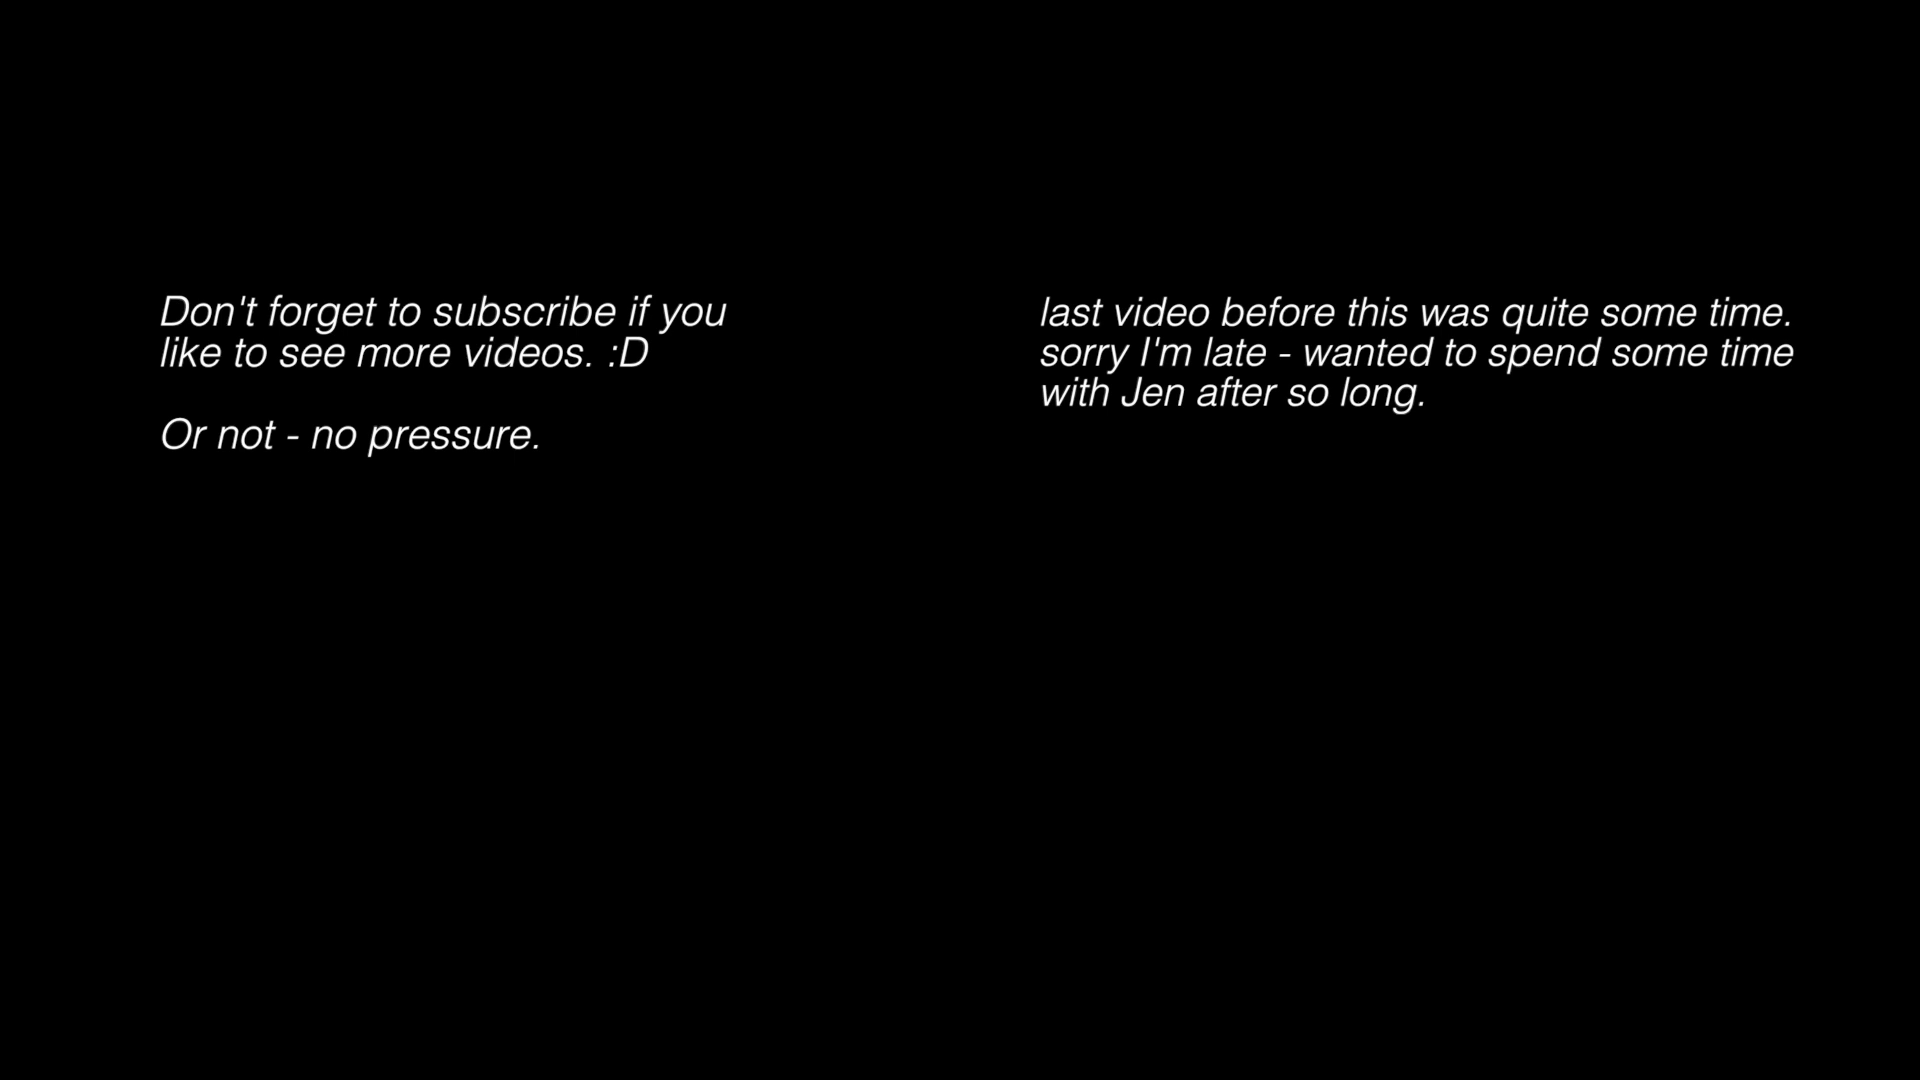 Don't forget to subscribe if you
like to see more videos. :D
Or not - no pressure.
last video before this was quite some time.
sorry I'm late - wanted to spend some time
with Jen after so long.